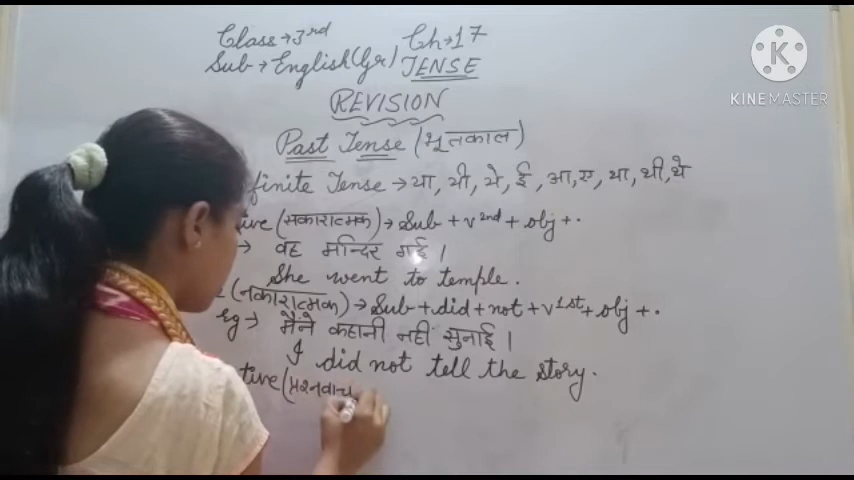 Class → 3rd Ch → 17
Sub → English (Gr) TENSE
REVISION
Past Tense (भूतकाल)
finite Tense → या, यी, ये, ई, आ, ए, था, थी, थे
tive (सकारात्मक) → Sub + v 2nd + obj + .
→ वह मन्दिर गई।
She went to temple.
(नकारात्मक) → Sub + did + not + v 1st + obj + .
Eg → मैंने कहानी नहीं सुनाई।
I did not tell the story.
tive (प्रश्नवाच
KINEMASTER